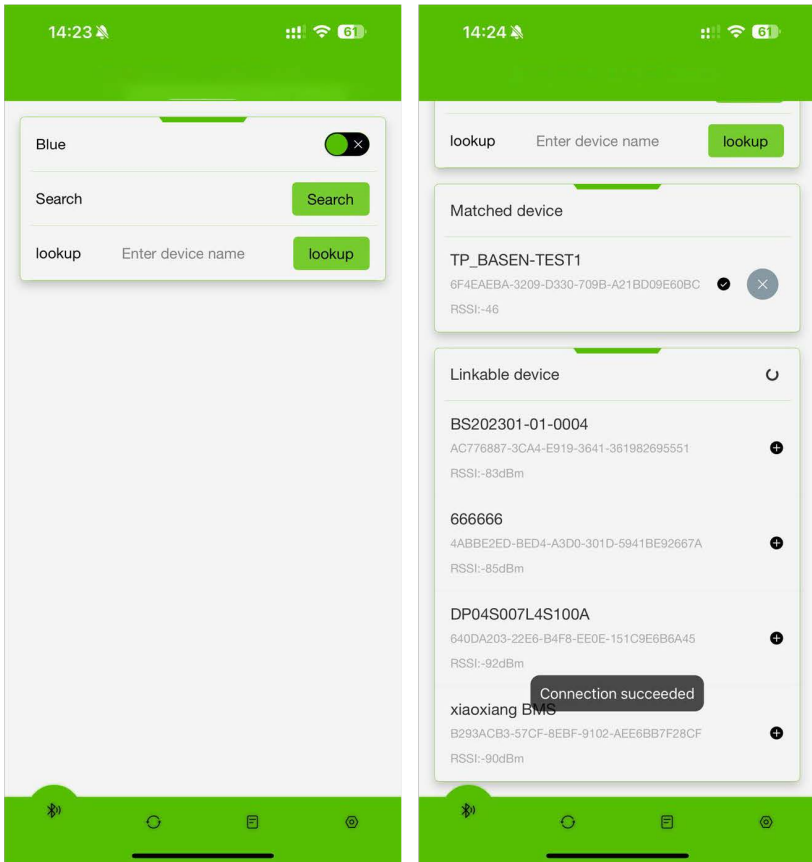 14:23
61
Blue
Search
Search
lookup
Enter device name
lookup
14:24
61
lookup
Enter device name
lookup
Matched device
TP_BASEN-TEST1
6F4EAEBA-3209-D330-709B-A21BD09E60BC
RSSI:-46
Linkable device
BS202301-01-0004
AC776887-3CA4-E919-3641-361982695551
RSSI:-83dBm
666666
4ABBE2ED-BED4-A3D0-301D-5941BE92667A
RSSI:-85dBm
DP04S007L4S100A
640DA203-22E6-B4F8-EE0E-151C9E6B6A45
RSSI:-92dBm
Connection succeeded
xiaoxiang BMS
B293ACB3-57CF-8EBF-9102-AEE6BB7F28CF
RSSI:-90dBm